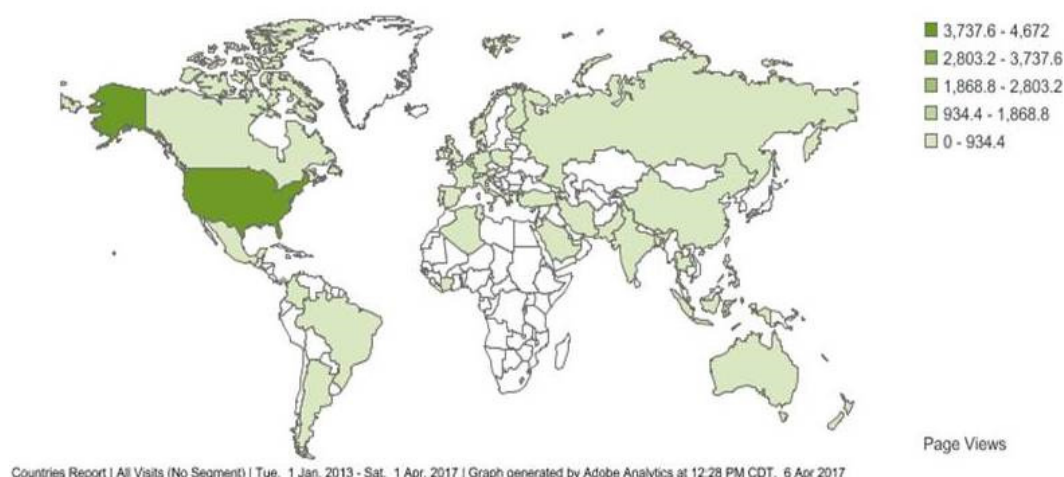 3,737.6 - 4,672
2,803.2 - 3,737.6
1,868.8 - 2,803.2
934.4 - 1,868.8
0 - 934.4
Page Views
Countries Report | All Visits (No Segment) | Tue. 1 Jan. 2013 - Sat. 1 Apr. 2017 | Graph generated by Adobe Analytics at 12:28 PM CDT, 6 Apr 2017